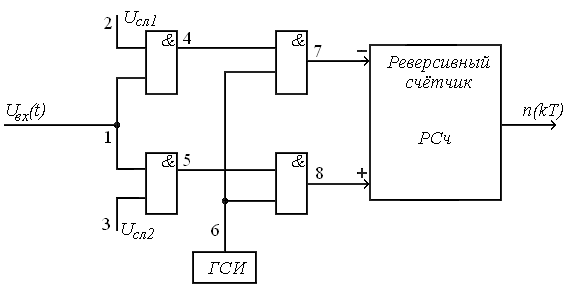 2 Uсл1
& 4 & 7 −
Реверсивный
счётчик
Uвх(t)
n(kT)
1
РСч
& 5 & 8 +
3 Uсл2
6
ГСИ